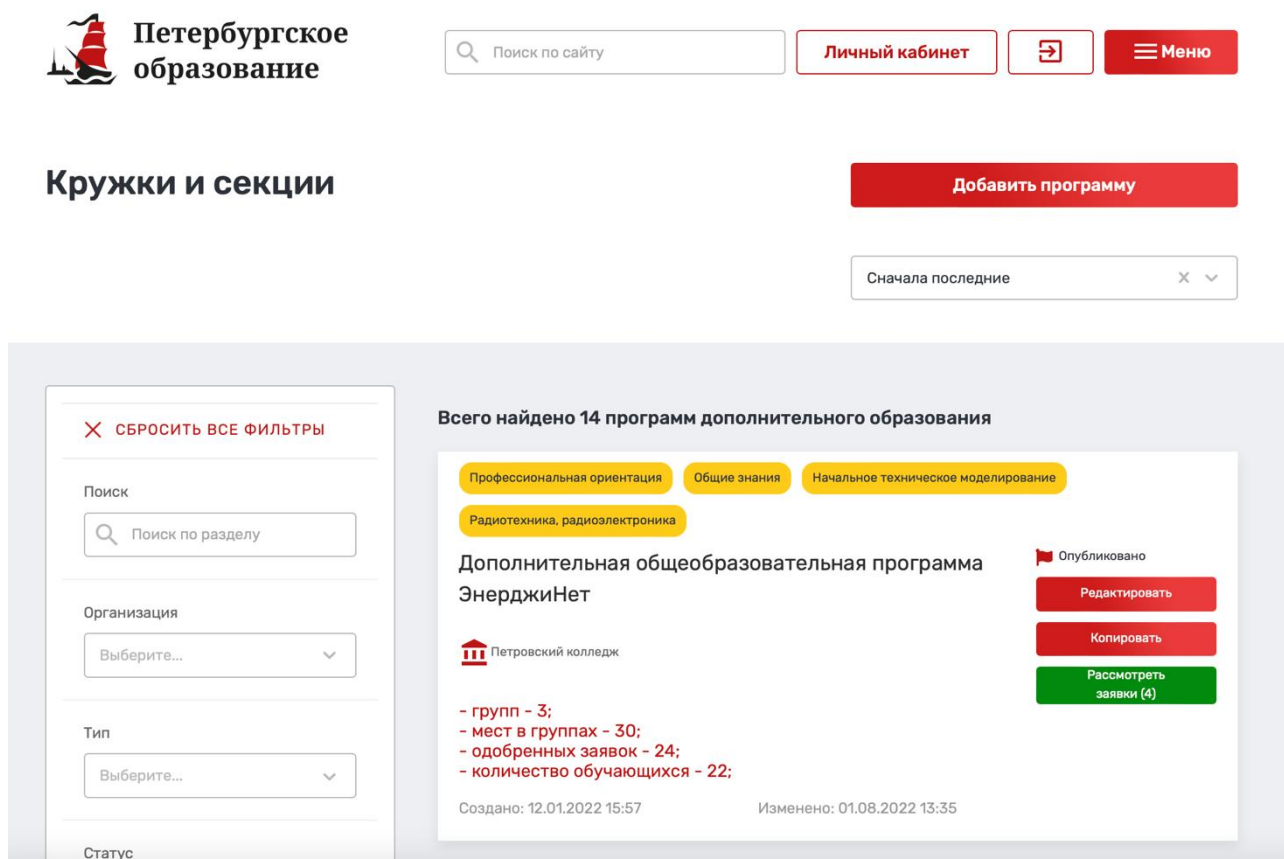 Петербургское
образование
Поиск по сайту
Личный кабинет
Меню
Кружки и секции
Добавить программу
Сначала последние
СБРОСИТЬ ВСЕ ФИЛЬТРЫ
Поиск
Поиск по разделу
Организация
Выберите...
Тип
Выберите...
Статус
Всего найдено 14 программ дополнительного образования
Профессиональная ориентация
Общие знания
Начальное техническое моделирование
Радиотехника, радиоэлектроника
Дополнительная общеобразовательная программа
ЭнерджиНет
Петровский колледж
- групп - 3;
- мест в группах - 30;
- одобренных заявок - 24;
- количество обучающихся - 22;
Создано: 12.01.2022 15:57
Изменено: 01.08.2022 13:35
Опубликовано
Редактировать
Копировать
Рассмотреть
заявки (4)